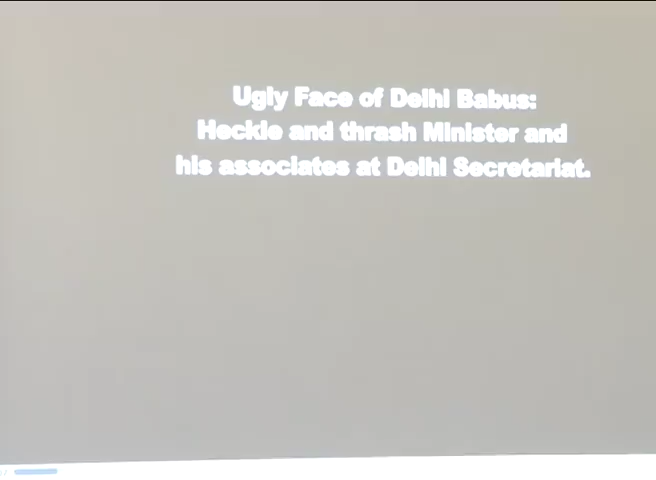 Ugly Face of Delhi Babus:
Heckle and thrash Minister and
his associates at Delhi Secretariat.